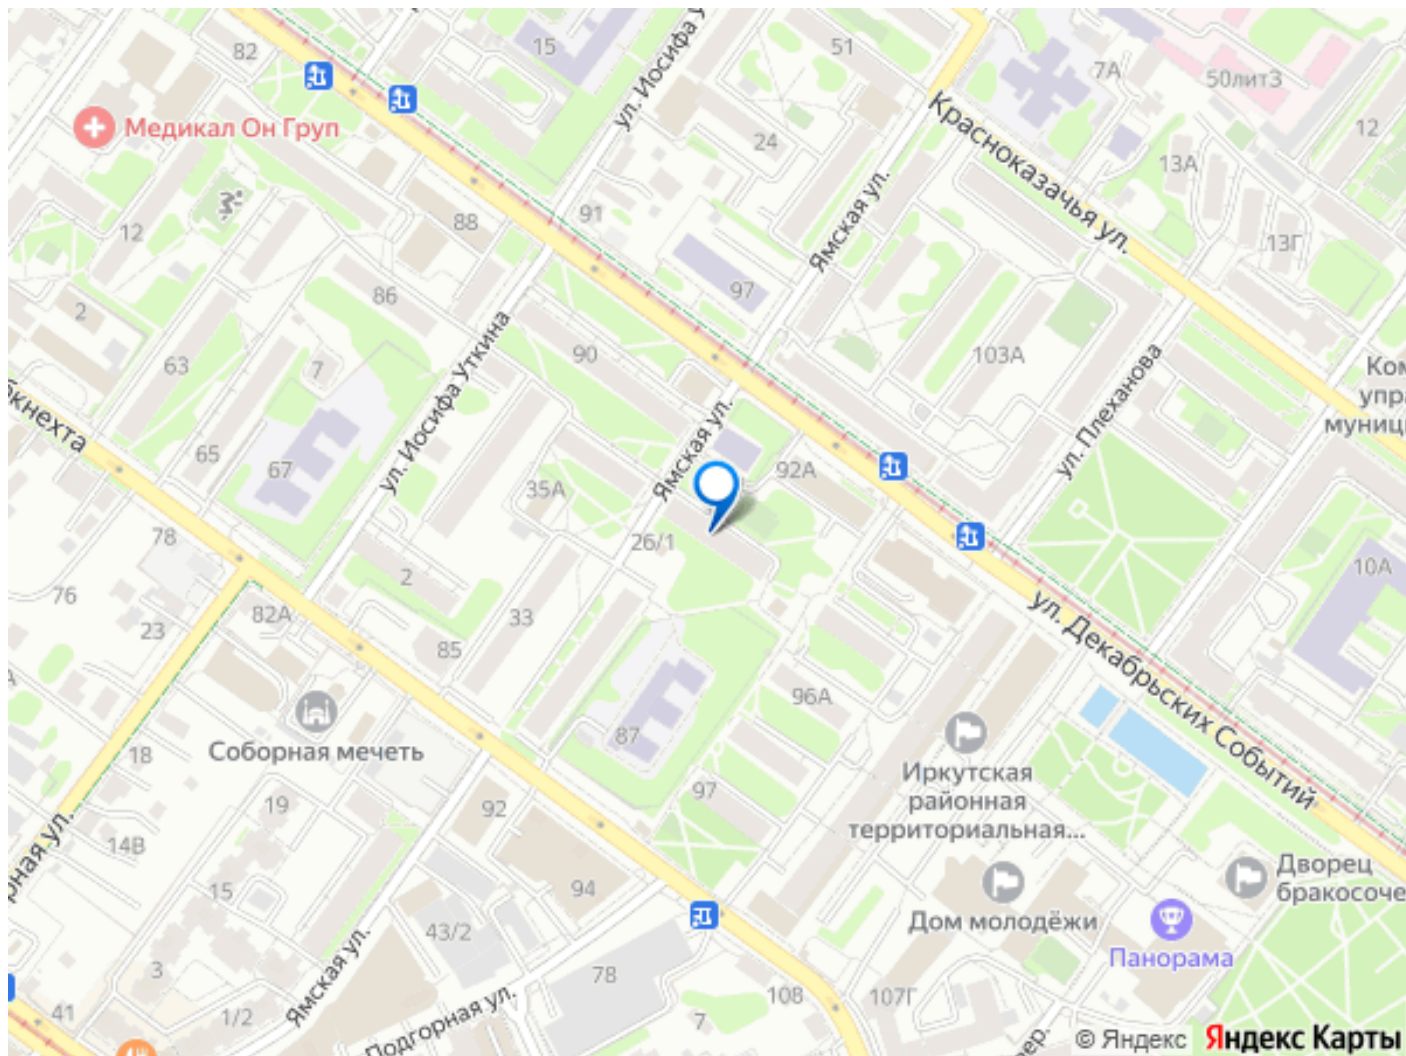 82
15
ул. Иосифа У
51
7А
50лит3
12
Медикал Он Груп
24
Красноказачья ул.
13А
12
88
91
Ямская ул.
13Г
2
86
97
63
7
90
103А
ул. Иосифа Уткина
ул. Плеханова
Ком
упра
муници
бкнехта
65
67
Ямская ул.
92А
35А
78
26/1
2
10А
76
23
82А
33
85
ул. Декабрьских Событий
96А
87
18
Соборная мечеть
Иркутская
районная
территориальная...
19
92
97
14В
рная ул.
15
94
Дворец
бракосоче
43/2
Дом молодёжи
Панорама
3
Ямская ул.
78
41
1/2
Подгорная ул.
108
107Г
7
пер.
© Яндекс Яндекс Карты